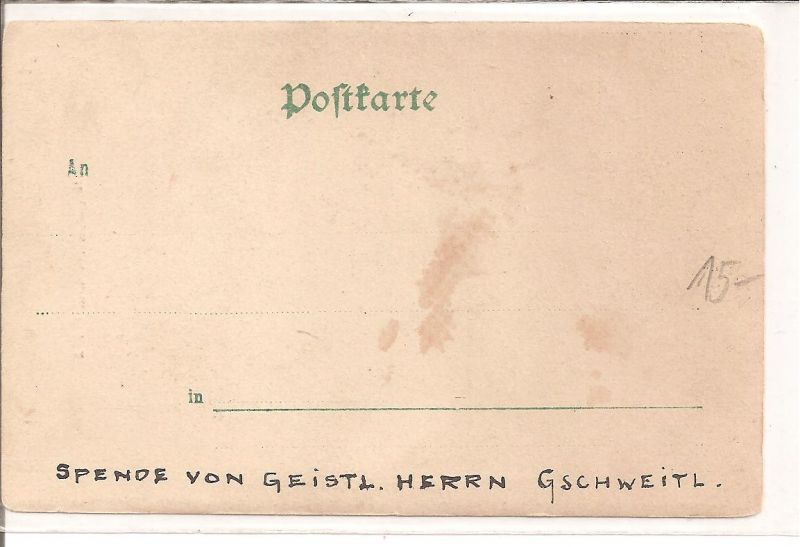 Postkarte
An
15-
in
SPENDE VON GEISTL. HERRN GSCHWEITL.